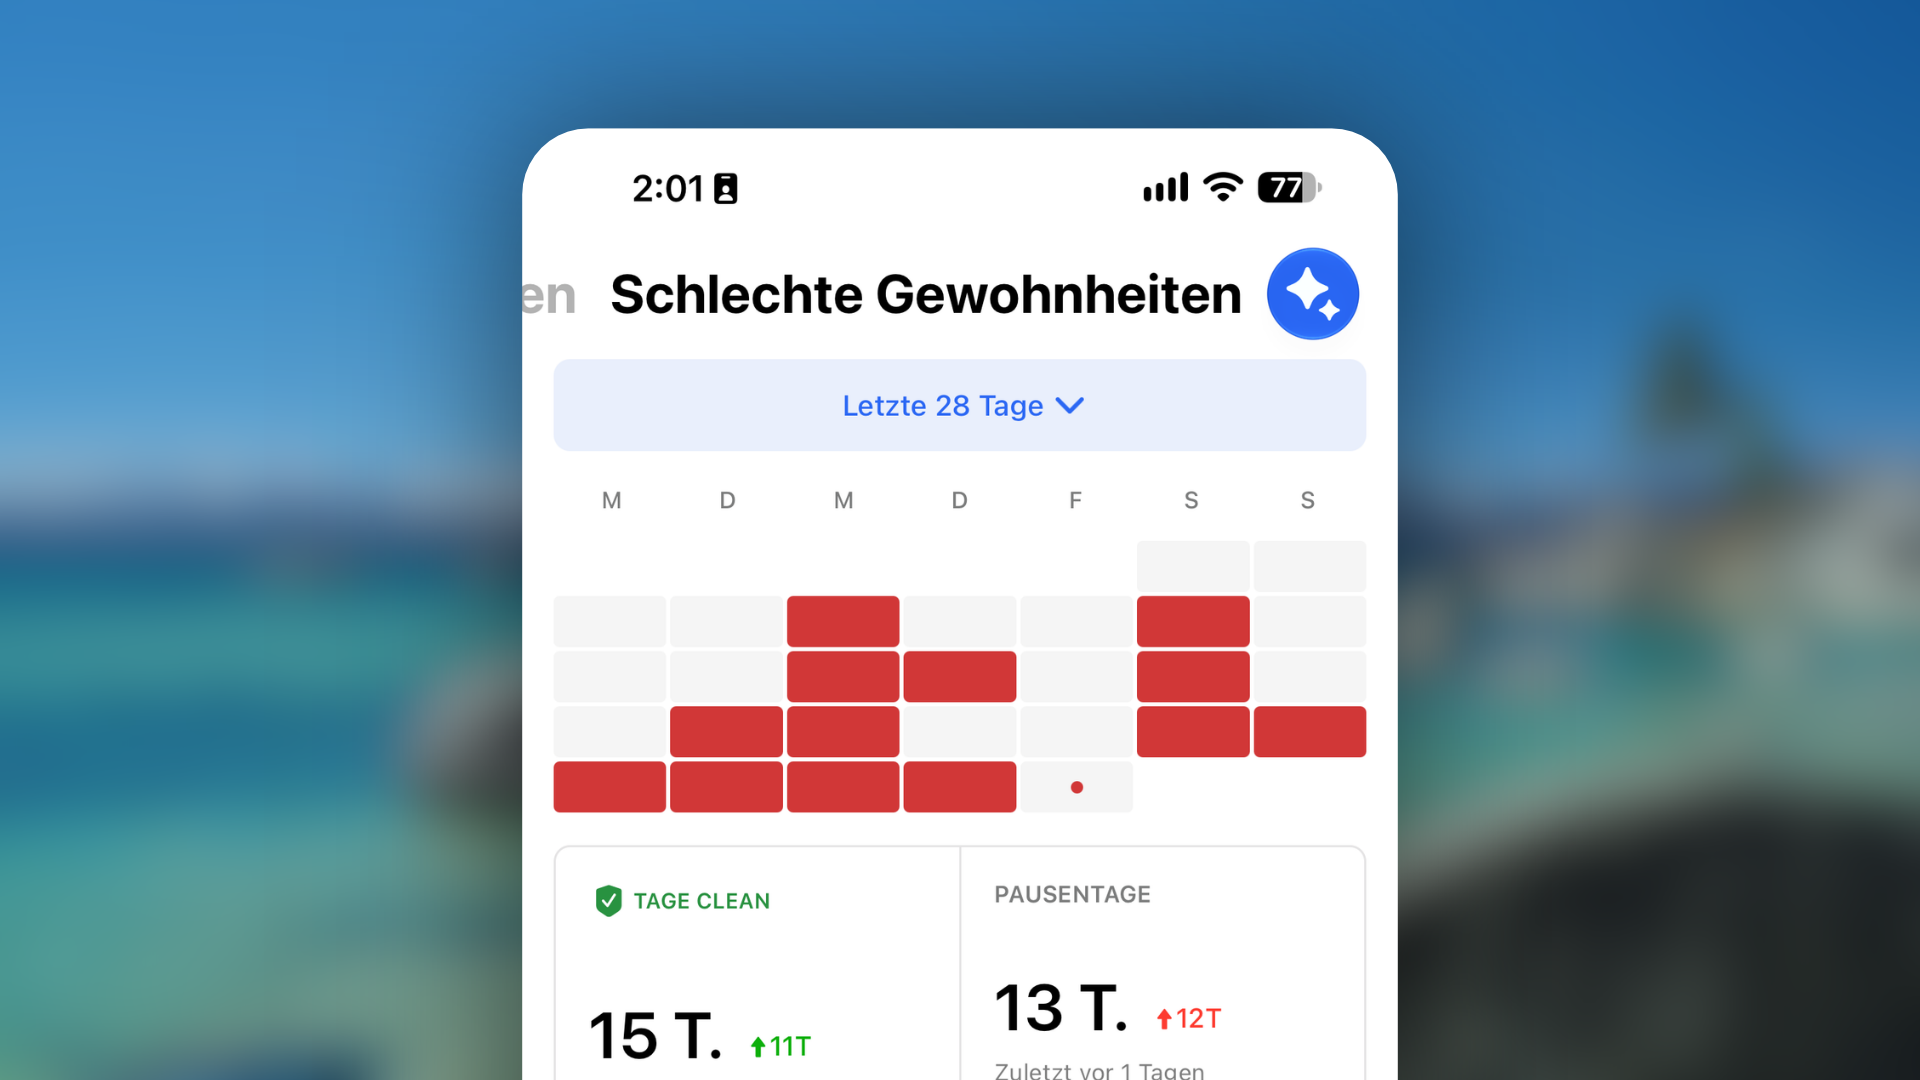 2:01
77
en Schlechte Gewohnheiten
Letzte 28 Tage
M D M D F S S
TAGE CLEAN
15 T. 11T
PAUSENTAGE
13 T. 12T
Zuletzt vor 1 Tagen